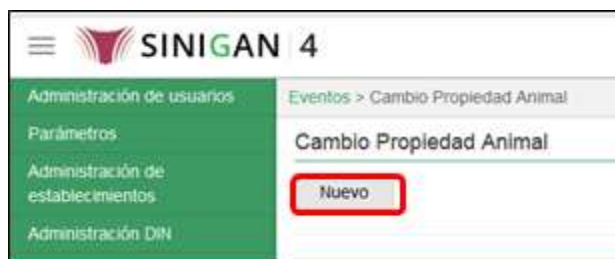 SINIGAN 4
Administración de usuarios
Eventos > Cambio Propiedad Animal
Parámetros
Cambio Propiedad Animal
Administración de
establecimientos
Nuevo
Administración DIN